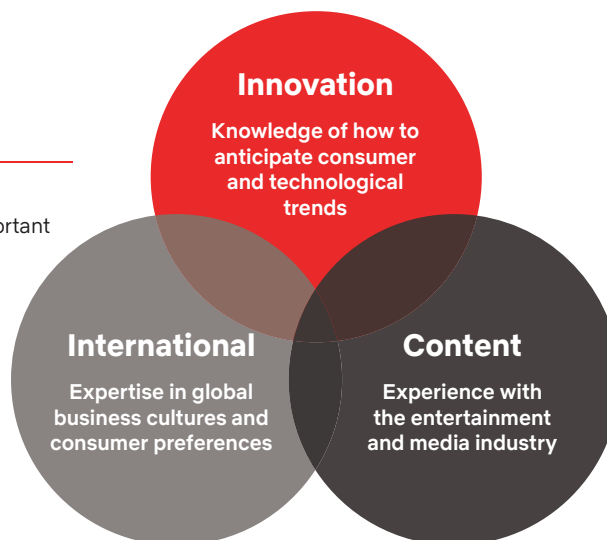 Innovation
Knowledge of how to
anticipate consumer
and technological
trends
International
Expertise in global
business cultures and
consumer preferences
Content
Experience with
the entertainment
and media industry